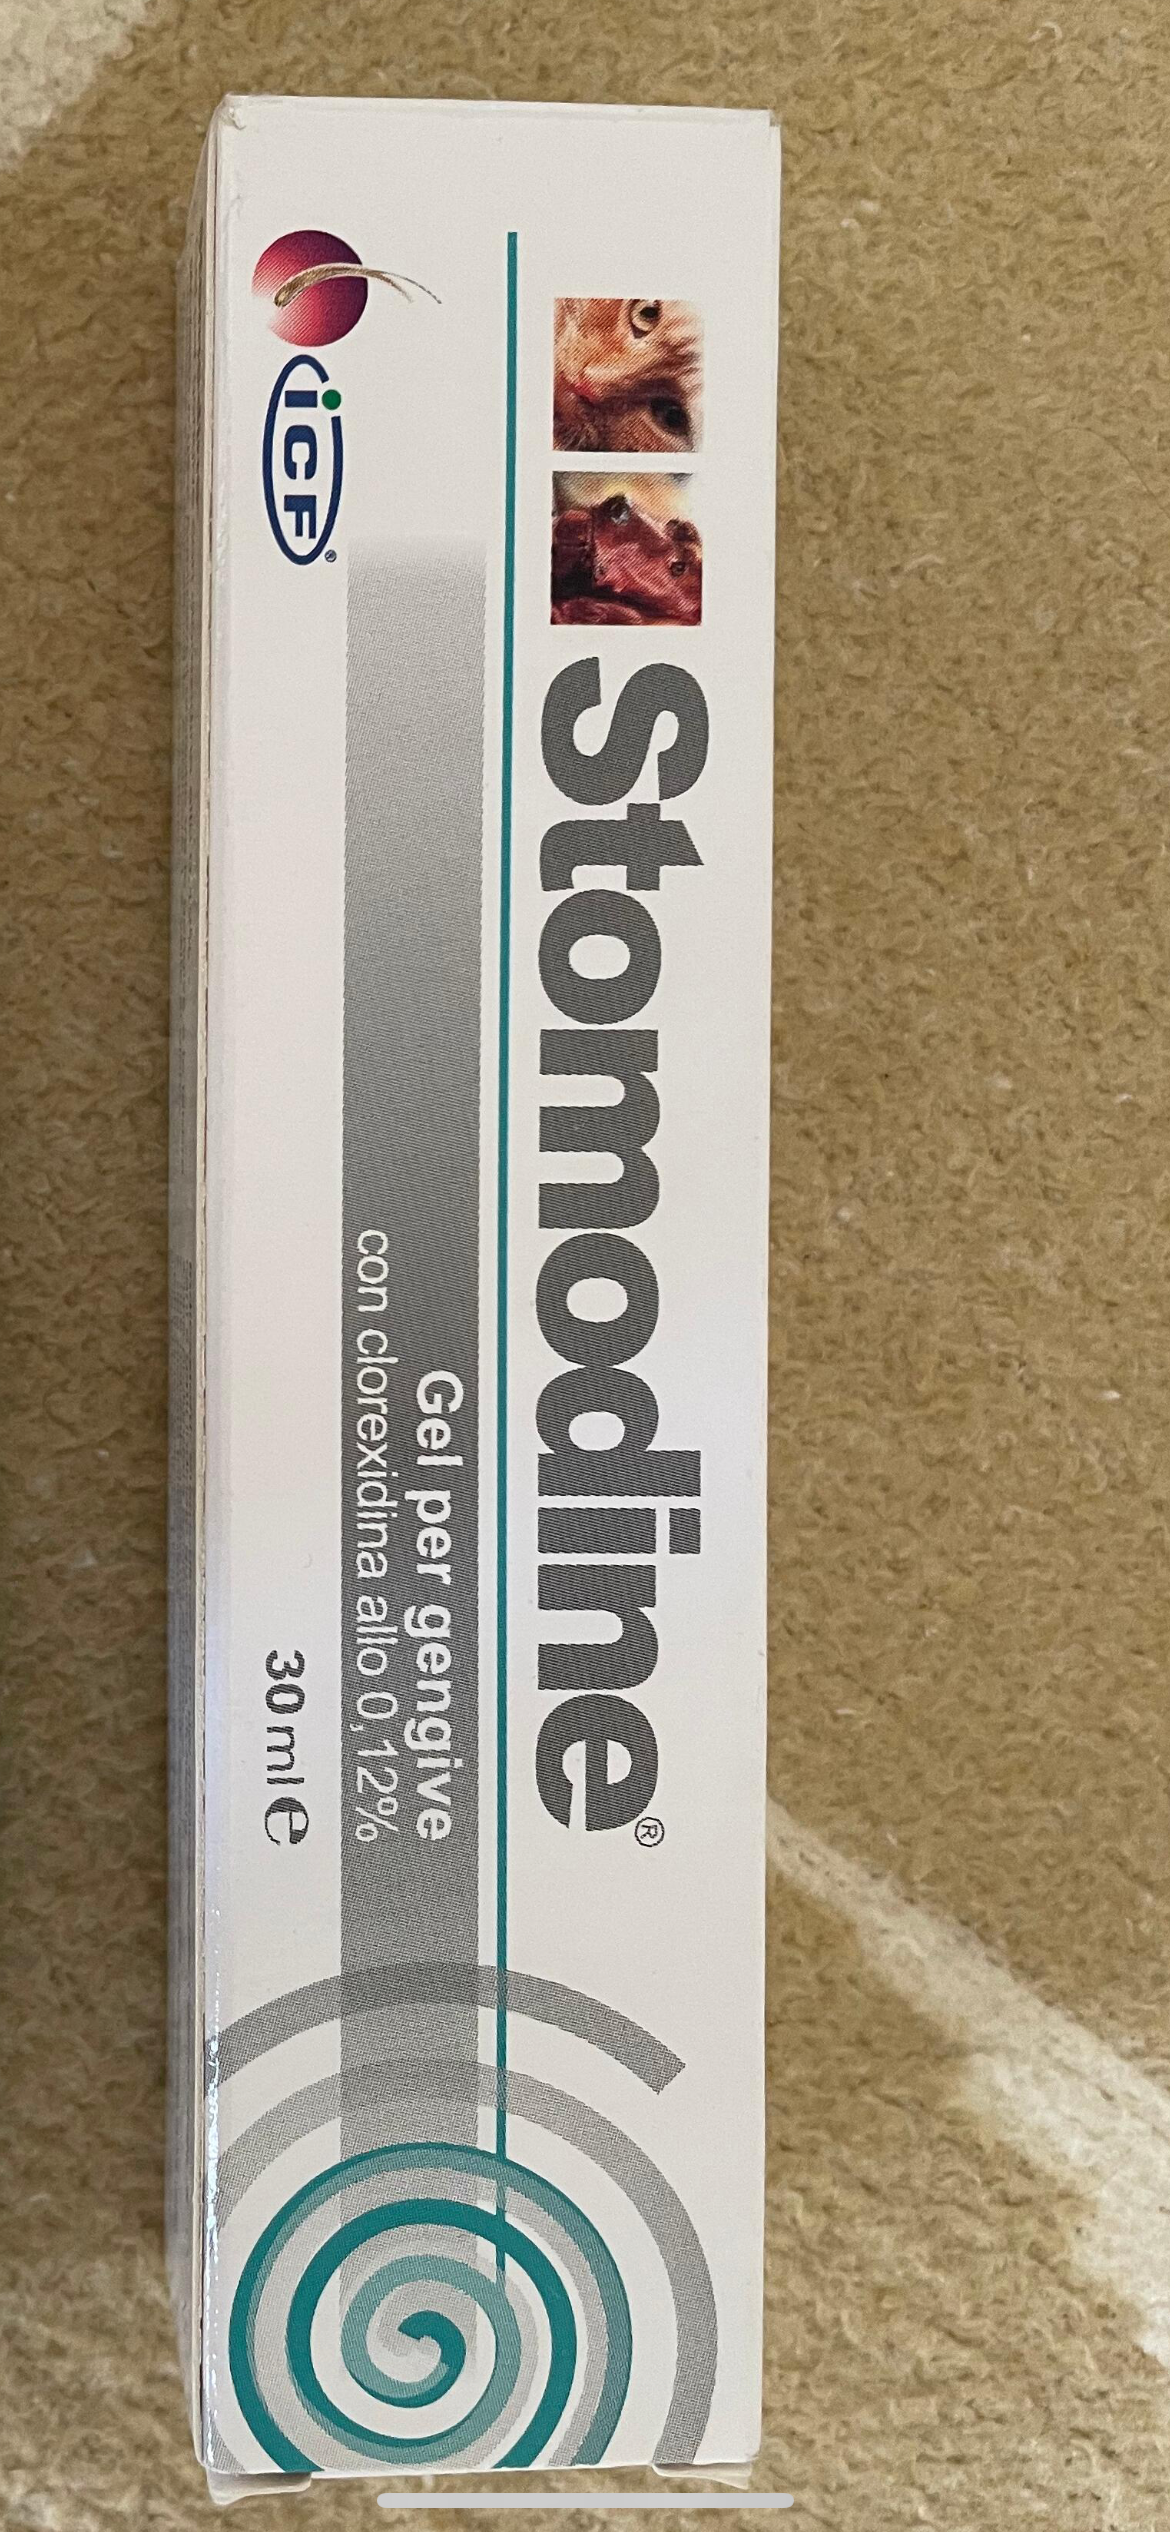 Stomodine®
Gel per gengive
con clorexidina allo 0,12%
iCF®
30 ml e